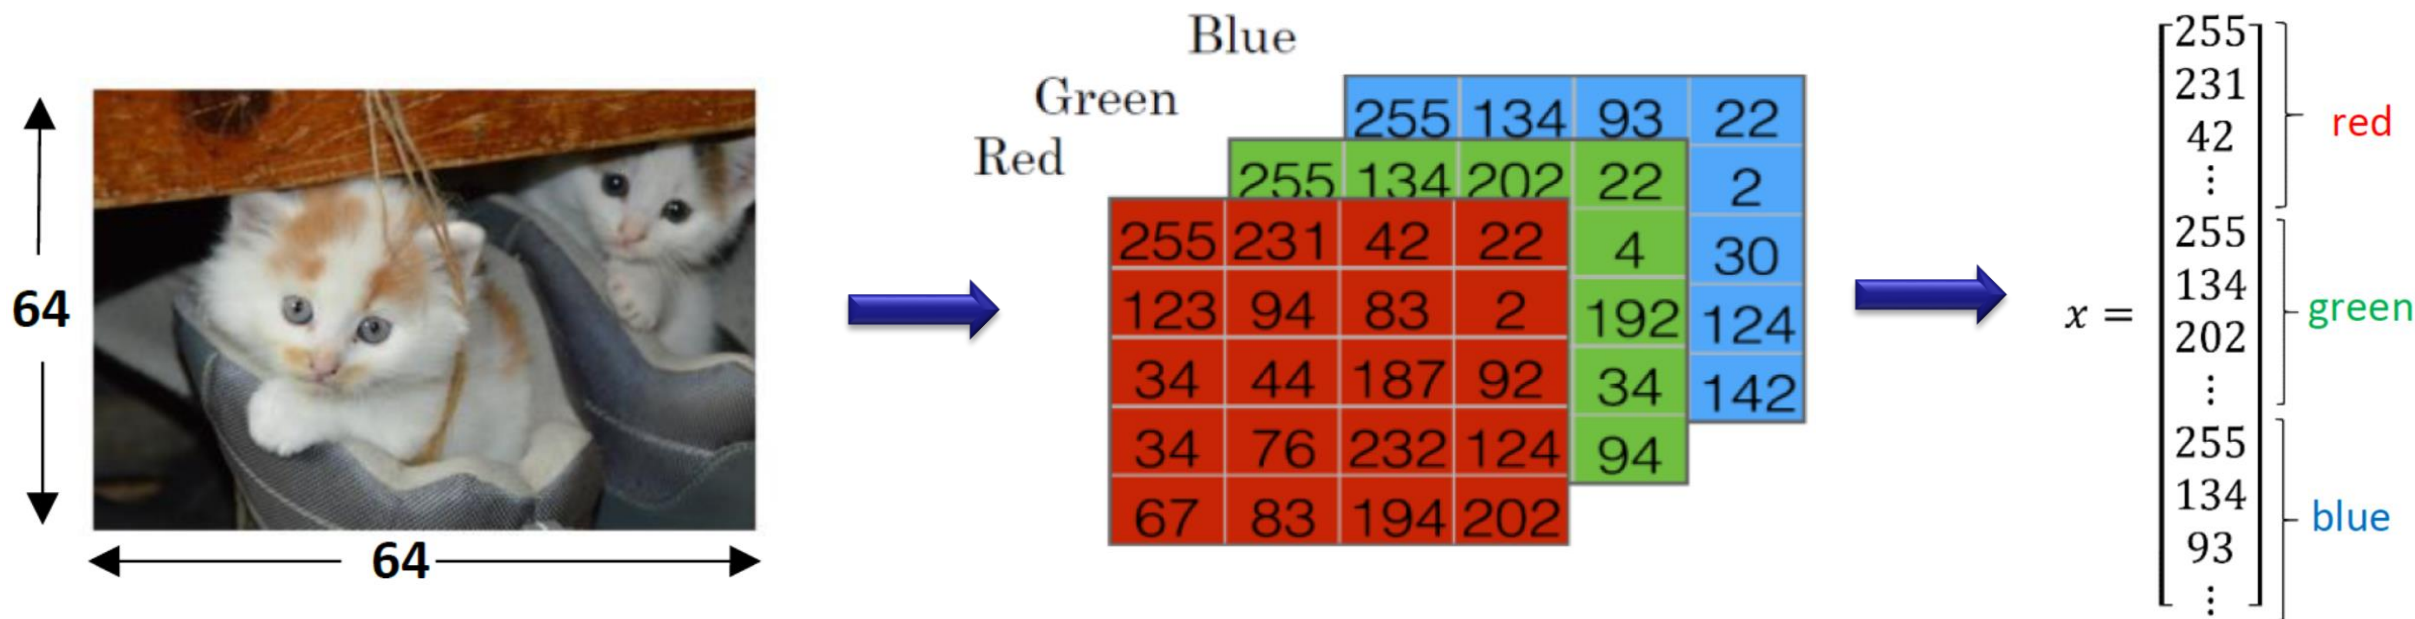 64
64
Blue
Green
Red
255 134 93 22
2
30
124
142
255 134 202 22
4
192
34
94
255 231 42 22
123 94 83 2
34 44 187 92
34 76 232 124
67 83 194 202
x =
255
231
42
⋮
255
134
202
⋮
255
134
93
⋮
red
green
blue